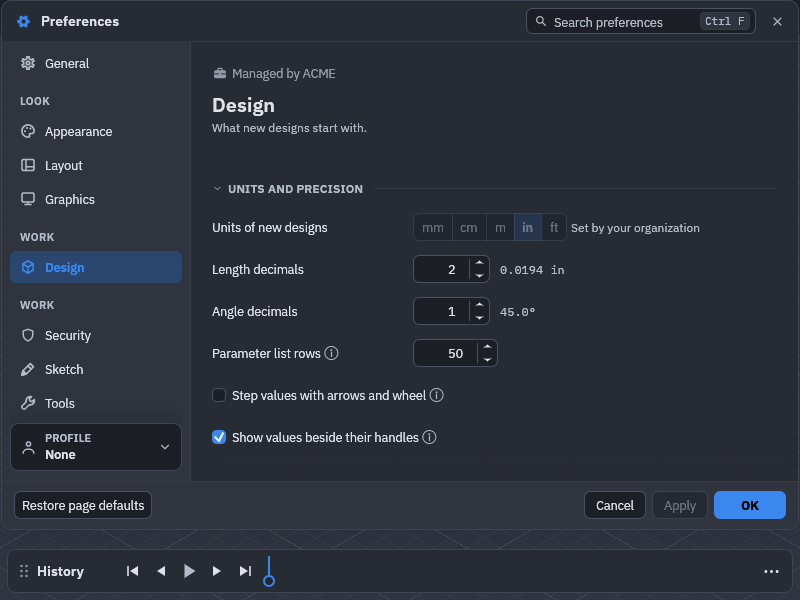 Preferences
Search preferences Ctrl F
General
LOOK
Appearance
Layout
Graphics
WORK
Design
WORK
Security
Sketch
Tools
PROFILE
None
Managed by ACME
Design
What new designs start with.
UNITS AND PRECISION
Units of new designs mm cm m in ft Set by your organization
Length decimals 2 0.0194 in
Angle decimals 1 45.0°
Parameter list rows 50
Step values with arrows and wheel
Show values beside their handles
Restore page defaults Cancel Apply OK
History